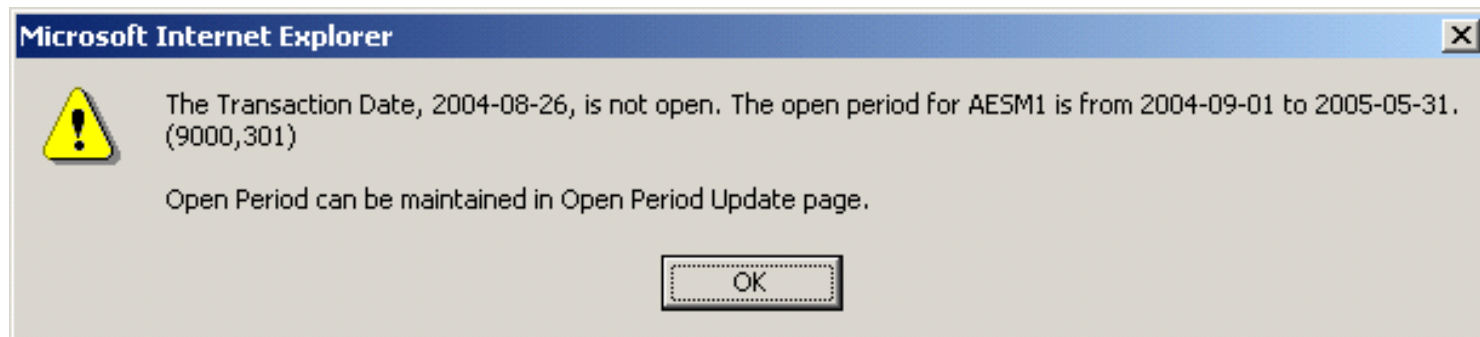 Microsoft Internet Explorer
The Transaction Date, 2004-08-26, is not open. The open period for AESM1 is from 2004-09-01 to 2005-05-31.
(9000,301)
Open Period can be maintained in Open Period Update page.
OK